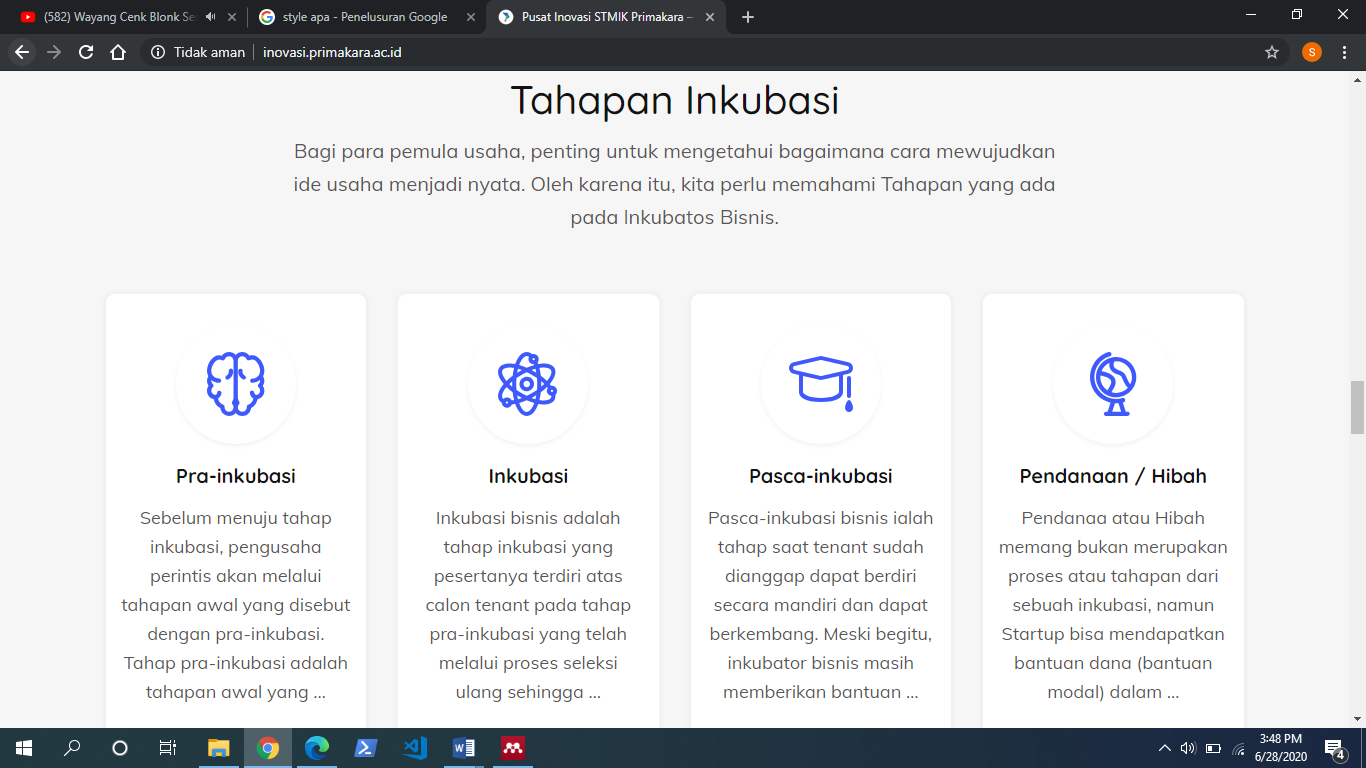 (582) Wayang Cenk Blonk Se
style apa - Penelusuran Google
Pusat Inovasi STMIK Primakara –
Tidak aman
inovasi.primakara.ac.id
S
Tahapan Inkubasi
Bagi para pemula usaha, penting untuk mengetahui bagaimana cara mewujudkan
ide usaha menjadi nyata. Oleh karena itu, kita perlu memahami Tahapan yang ada
pada Inkubatos Bisnis.
Pra-inkubasi
Sebelum menuju tahap
inkubasi, pengusaha
perintis akan melalui
tahapan awal yang disebut
dengan pra-inkubasi.
Tahap pra-inkubasi adalah
tahapan awal yang ...
Inkubasi
Inkubasi bisnis adalah
tahap inkubasi yang
pesertanya terdiri atas
calon tenant pada tahap
pra-inkubasi yang telah
melalui proses seleksi
ulang sehingga ...
Pasca-inkubasi
Pasca-inkubasi bisnis ialah
tahap saat tenant sudah
dianggap dapat berdiri
secara mandiri dan dapat
berkembang. Meski begitu,
inkubator bisnis masih
memberikan bantuan ...
Pendanaan / Hibah
Pendanaa atau Hibah
memang bukan merupakan
proses atau tahapan dari
sebuah inkubasi, namun
Startup bisa mendapatkan
bantuan dana (bantuan
modal) dalam ...
3:48 PM
6/28/2020
4